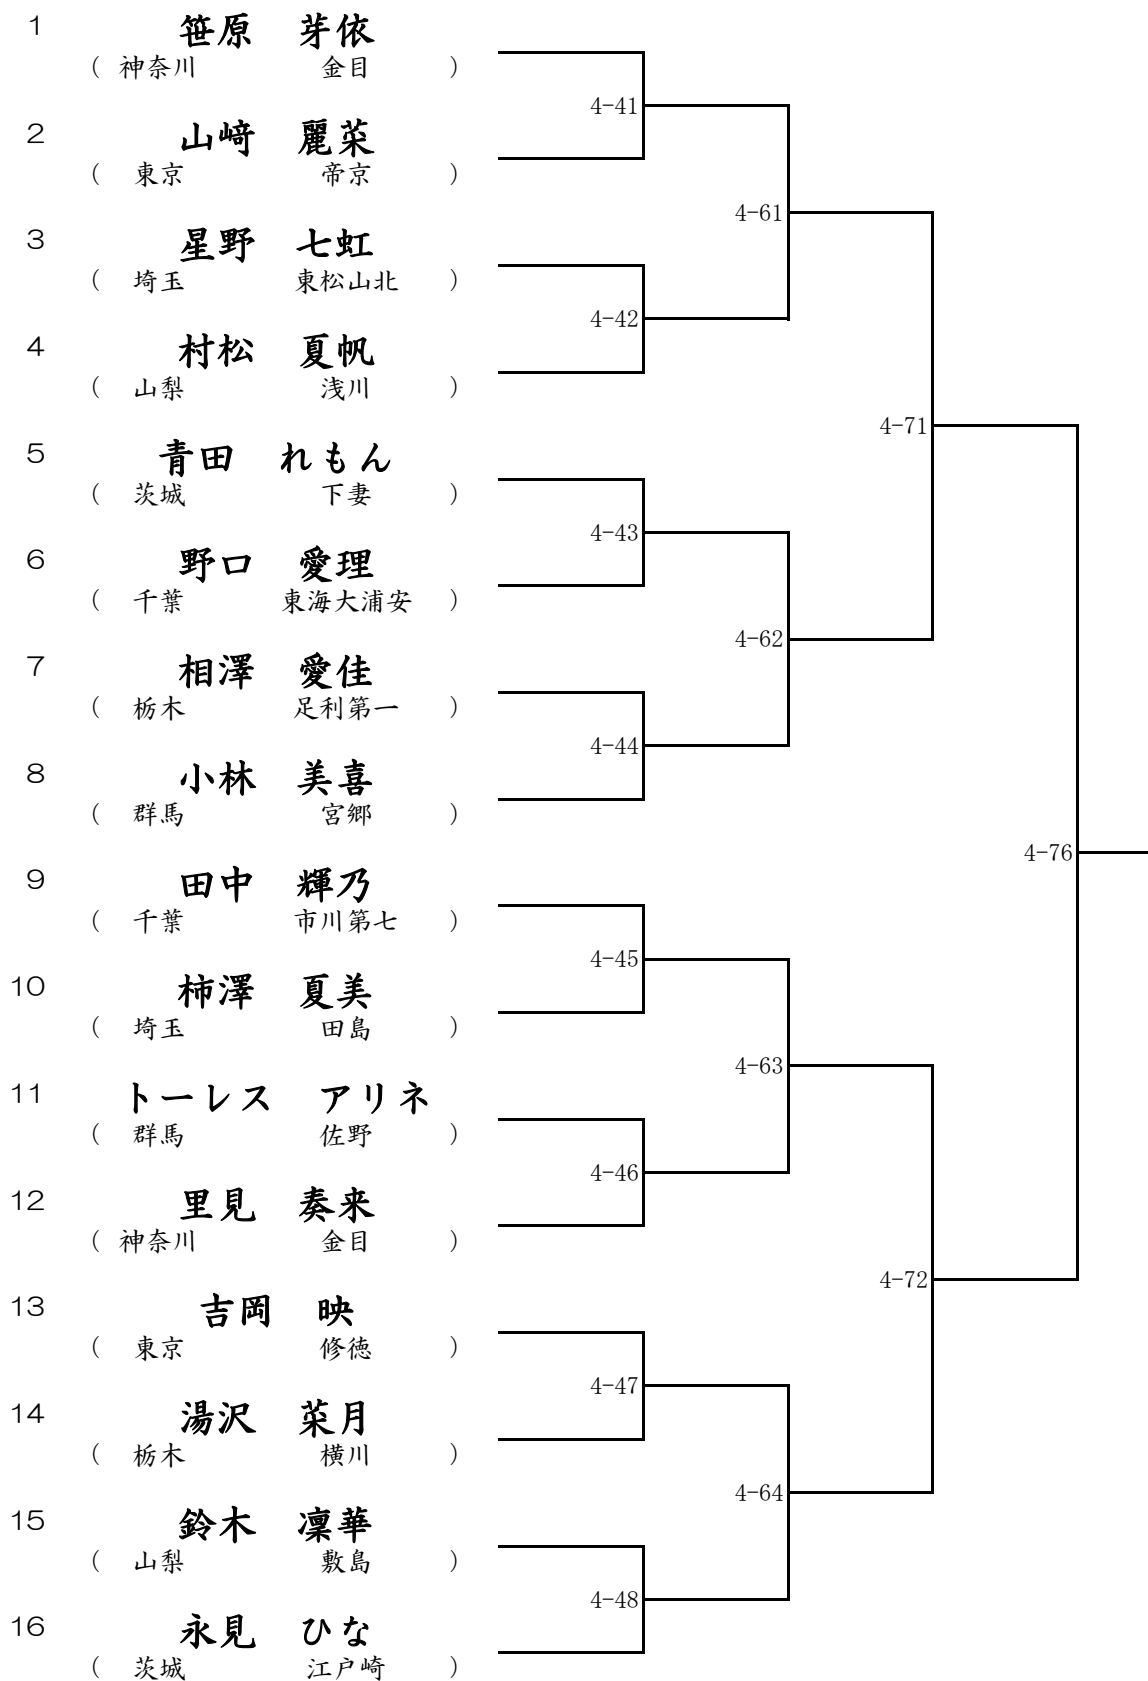 1 笹原　芽依
( 神奈川 金目 )
4-41
2 山﨑　麗菜
( 東京 帝京 )
4-61
3 星野　七虹
( 埼玉 東松山北 )
4-42
4 村松　夏帆
( 山梨 浅川 )
4-71
5 青田　れもん
( 茨城 下妻 )
4-43
6 野口　愛理
( 千葉 東海大浦安 )
4-62
7 相澤　愛佳
( 栃木 足利第一 )
4-44
8 小林　美喜
( 群馬 宮郷 )
4-76
9 田中　輝乃
( 千葉 市川第七 )
4-45
10 柿澤　夏美
( 埼玉 田島 )
4-63
11 トーレス　アリネ
( 群馬 佐野 )
4-46
12 里見　奏来
( 神奈川 金目 )
4-72
13 吉岡　映
( 東京 修徳 )
4-47
14 湯沢　菜月
( 栃木 横川 )
4-64
15 鈴木　凜華
( 山梨 敷島 )
4-48
16 永見　ひな
( 茨城 江戸崎 )